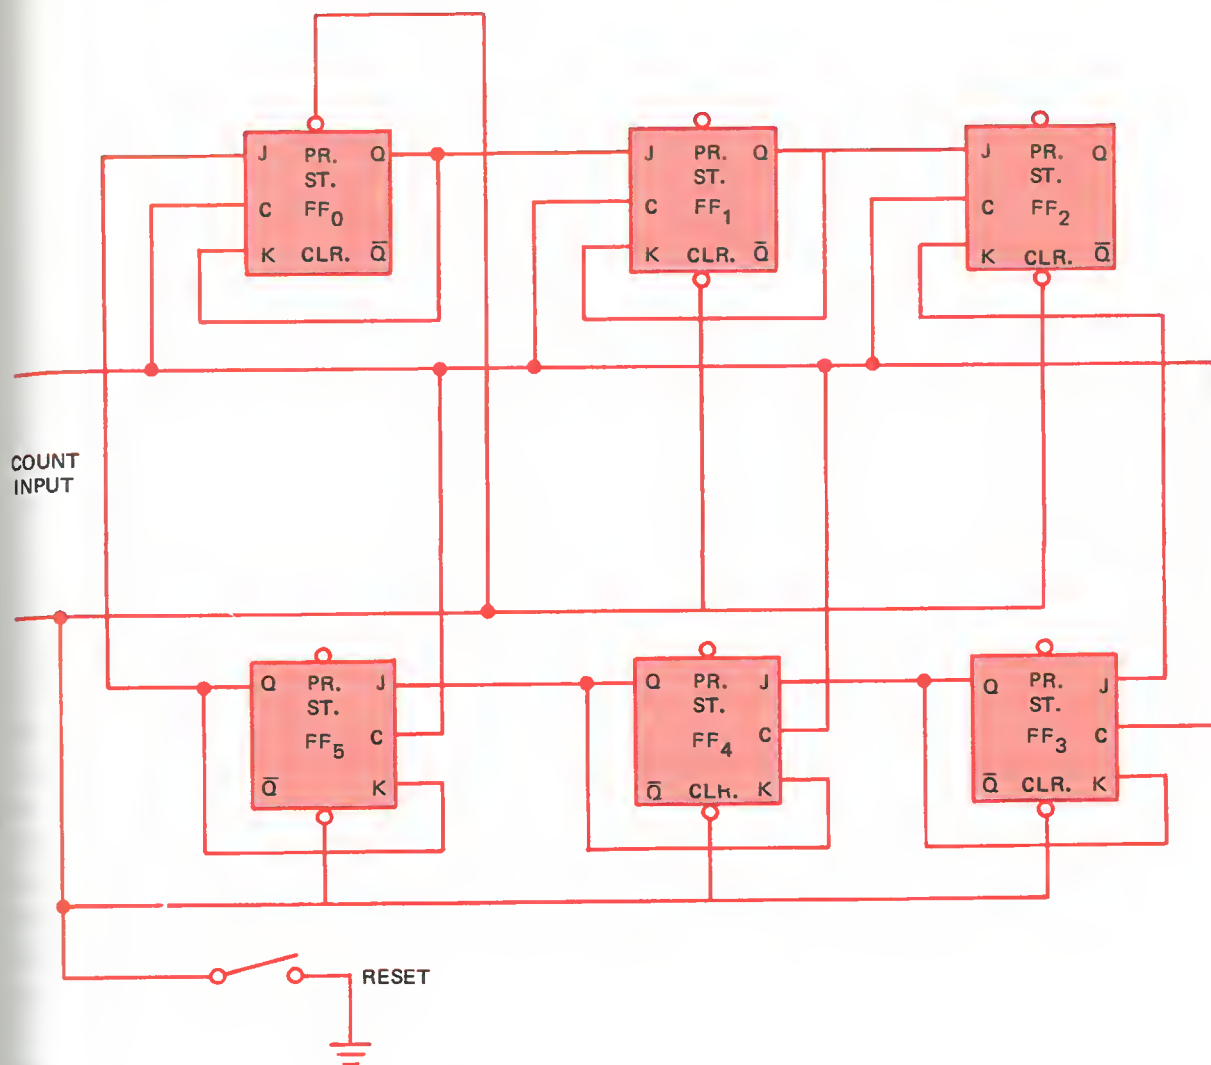 J PR. Q
ST.
C FF0
K CLR. Q̅
J PR. Q
ST.
C FF1
K CLR. Q̅
J PR. Q
ST.
C FF2
K CLR. Q̅
COUNT
INPUT
Q PR. J
ST.
FF5 C
Q̅ K
Q PR. J
ST.
FF4 C
Q̅ CLR. K
Q PR. J
ST.
FF3 C
Q̅ CLR. K
RESET